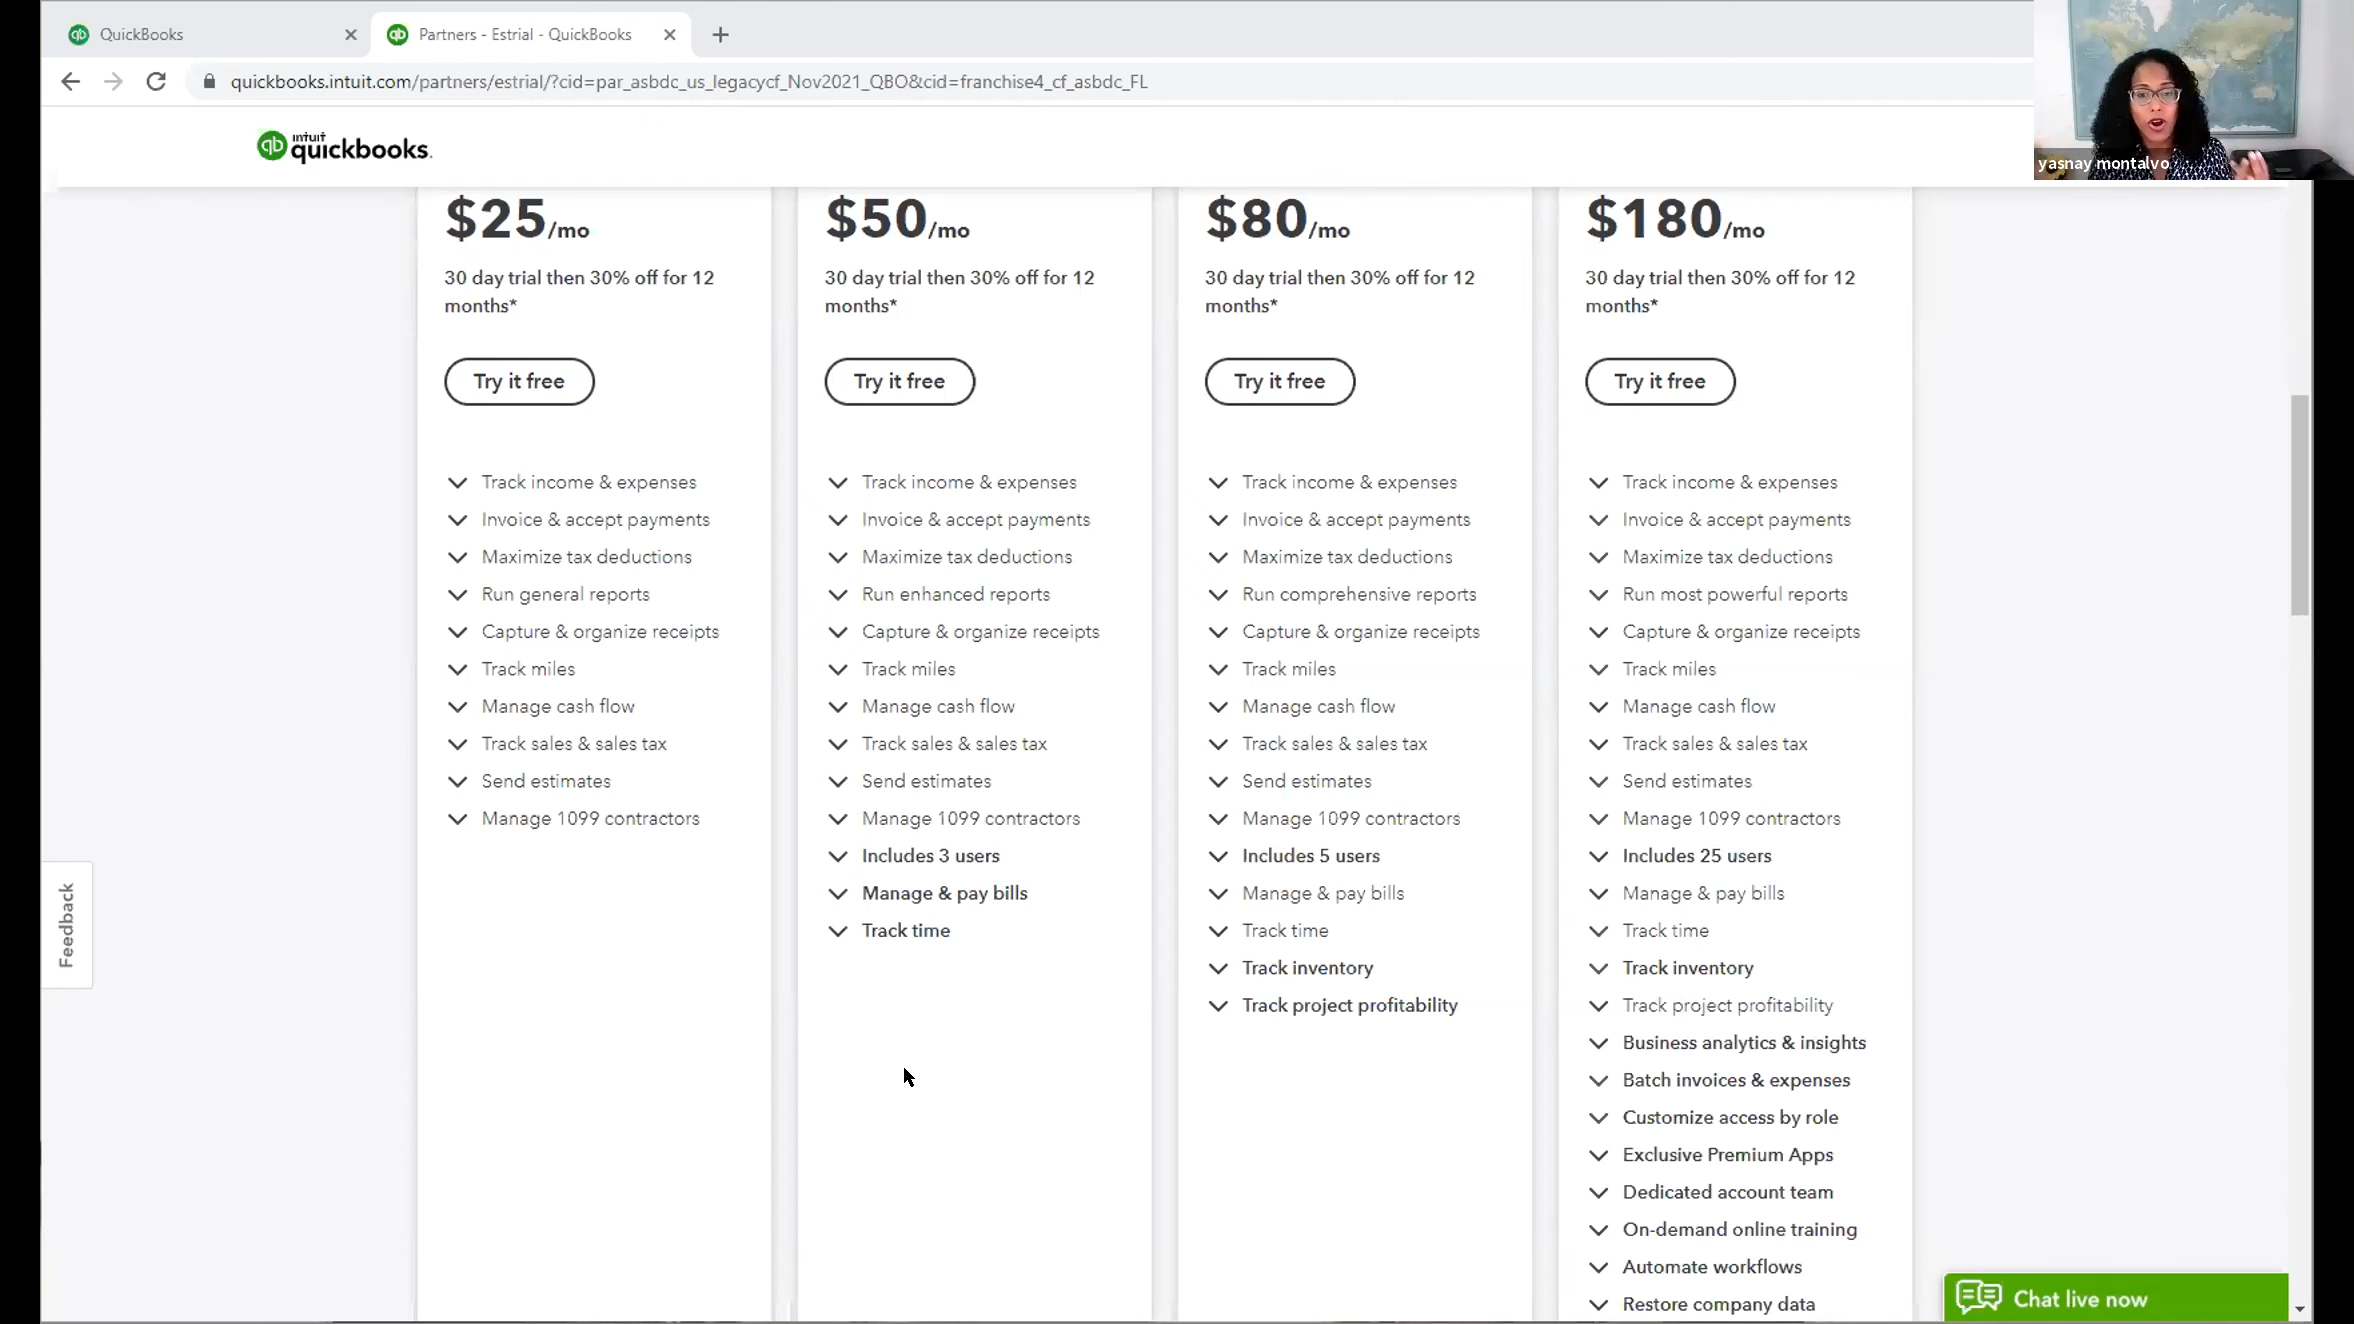 QuickBooks
Partners - Estrial - QuickBooks
quickbooks.intuit.com/partners/estrial/?cid=par_asbdc_us_legacycf_Nov2021_QBO&cid=franchise4_cf_asbdc_FL
yasnay montalvo
qb intuit quickbooks.
$25/mo
30 day trial then 30% off for 12
months*
Try it free
Track income & expenses
Invoice & accept payments
Maximize tax deductions
Run general reports
Capture & organize receipts
Track miles
Manage cash flow
Track sales & sales tax
Send estimates
Manage 1099 contractors
$50/mo
30 day trial then 30% off for 12
months*
Try it free
Track income & expenses
Invoice & accept payments
Maximize tax deductions
Run enhanced reports
Capture & organize receipts
Track miles
Manage cash flow
Track sales & sales tax
Send estimates
Manage 1099 contractors
Includes 3 users
Manage & pay bills
Track time
$80/mo
30 day trial then 30% off for 12
months*
Try it free
Track income & expenses
Invoice & accept payments
Maximize tax deductions
Run comprehensive reports
Capture & organize receipts
Track miles
Manage cash flow
Track sales & sales tax
Send estimates
Manage 1099 contractors
Includes 5 users
Manage & pay bills
Track time
Track inventory
Track project profitability
$180/mo
30 day trial then 30% off for 12
months*
Try it free
Track income & expenses
Invoice & accept payments
Maximize tax deductions
Run most powerful reports
Capture & organize receipts
Track miles
Manage cash flow
Track sales & sales tax
Send estimates
Manage 1099 contractors
Includes 25 users
Manage & pay bills
Track time
Track inventory
Track project profitability
Business analytics & insights
Batch invoices & expenses
Customize access by role
Exclusive Premium Apps
Dedicated account team
On-demand online training
Automate workflows
Restore company data
Feedback
Chat live now